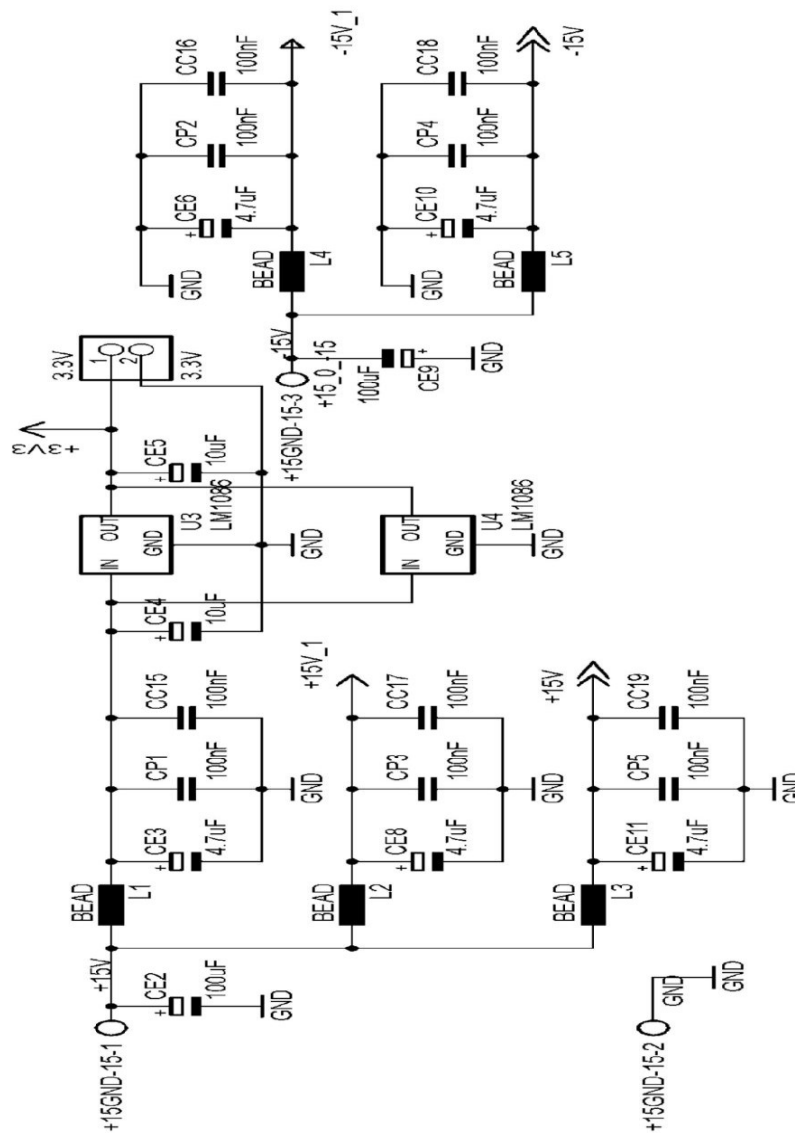 +15GND-15-1
+15V
CE2
100uF
GND
BEAD
L1
CE3
4.7uF
CP1
100nF
CC15
100nF
GND
CE4
10uF
IN
OUT
GND
U3
LM1086
GND
CE5
10uF
+3V3
3.3V
1
2
3.3V
BEAD
L2
CE8
4.7uF
CP3
100nF
CC17
100nF
+15V_1
GND
IN
OUT
GND
U4
LM1086
GND
BEAD
L3
CE11
4.7uF
CP5
100nF
CC19
100nF
+15V
GND
+15GND-15-2
GND
GND
+15GND-15-3
+15_0_-15
-15V
100uF
CE9
GND
GND
BEAD
L4
CE6
4.7uF
CP2
100nF
CC16
100nF
-15V_1
GND
BEAD
L5
CE10
4.7uF
CP4
100nF
CC18
100nF
-15V